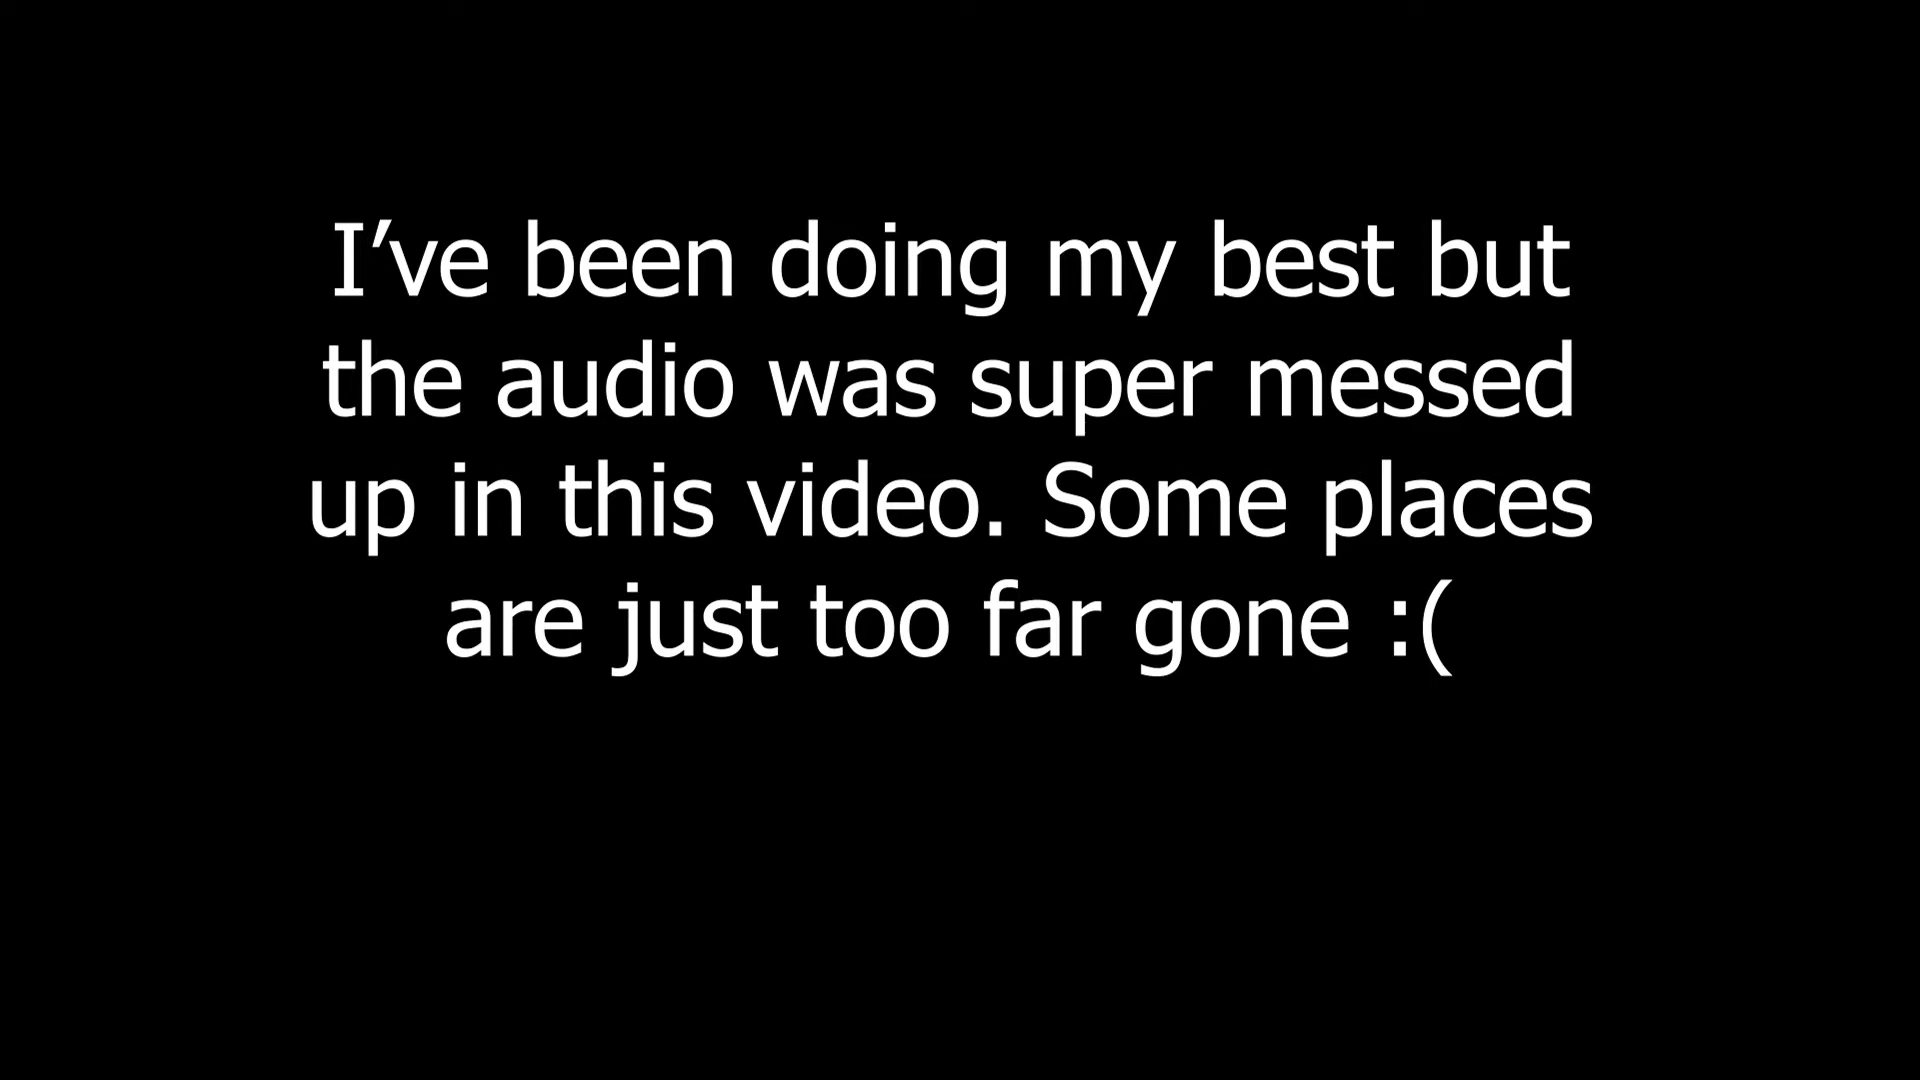 I’ve been doing my best but
the audio was super messed
up in this video. Some places
are just too far gone :(